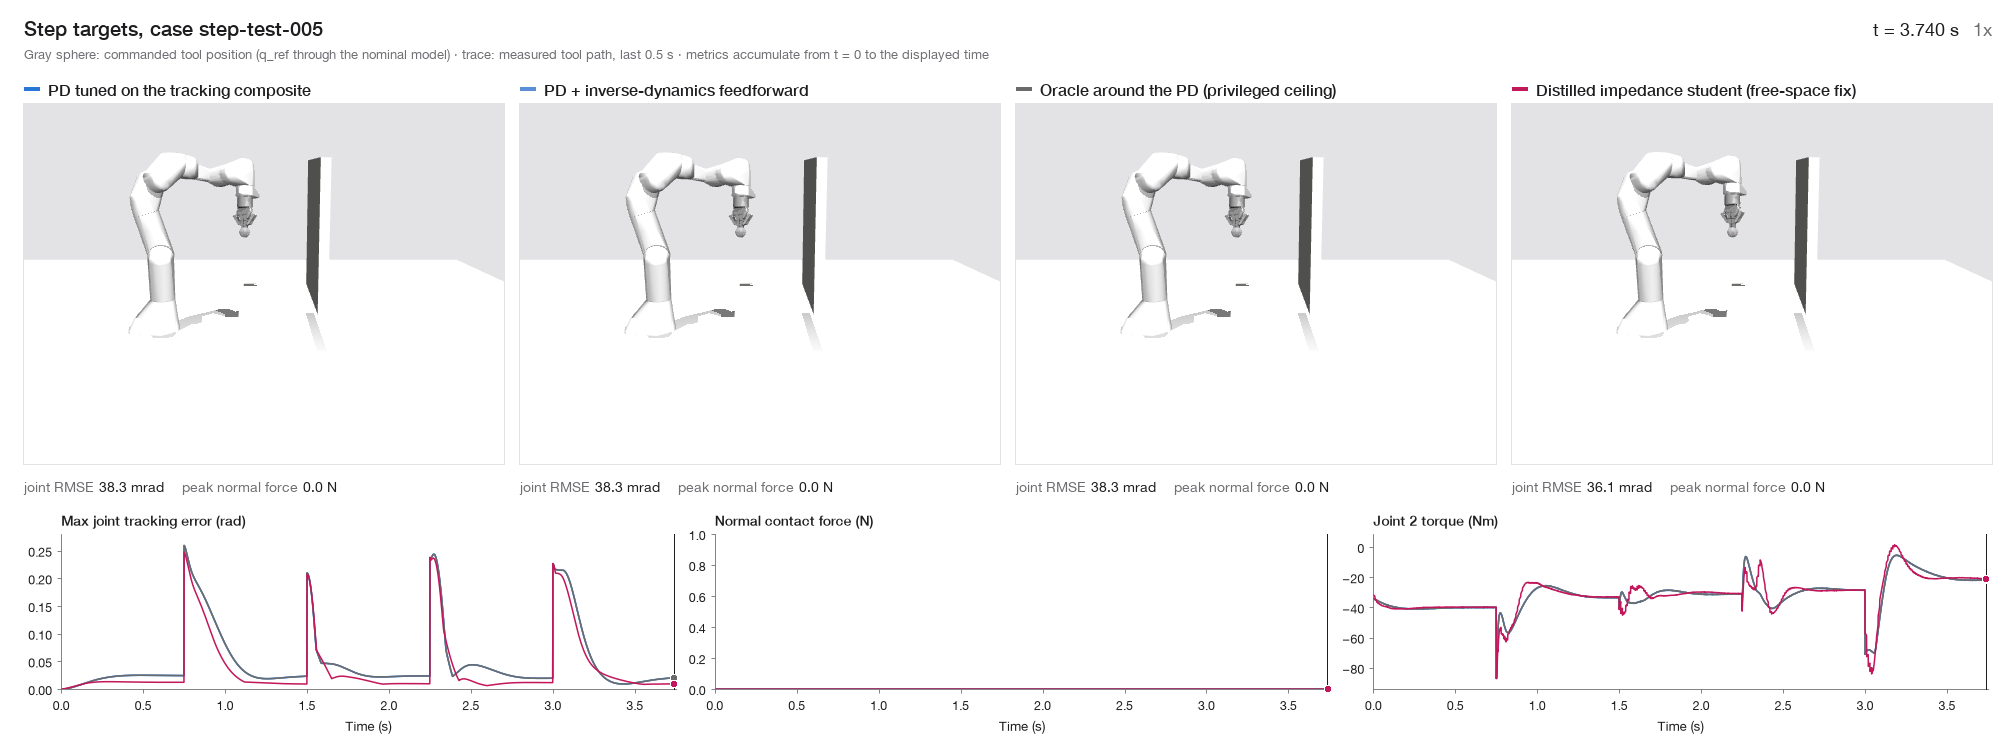 Step targets, case step-test-005
t = 3.740 s 1x
Gray sphere: commanded tool position (q_ref through the nominal model) · trace: measured tool path, last 0.5 s · metrics accumulate from t = 0 to the displayed time
PD tuned on the tracking composite
PD + inverse-dynamics feedforward
Oracle around the PD (privileged ceiling)
Distilled impedance student (free-space fix)
joint RMSE 38.3 mrad peak normal force 0.0 N
joint RMSE 38.3 mrad peak normal force 0.0 N
joint RMSE 38.3 mrad peak normal force 0.0 N
joint RMSE 36.1 mrad peak normal force 0.0 N
Max joint tracking error (rad)
0.25
0.20
0.15
0.10
0.05
0.00
0.0 0.5 1.0 1.5 2.0 2.5 3.0 3.5
Time (s)
Normal contact force (N)
1.0
0.8
0.6
0.4
0.2
0.0
0.0 0.5 1.0 1.5 2.0 2.5 3.0 3.5
Time (s)
Joint 2 torque (Nm)
0
−20
−40
−60
−80
0.0 0.5 1.0 1.5 2.0 2.5 3.0 3.5
Time (s)